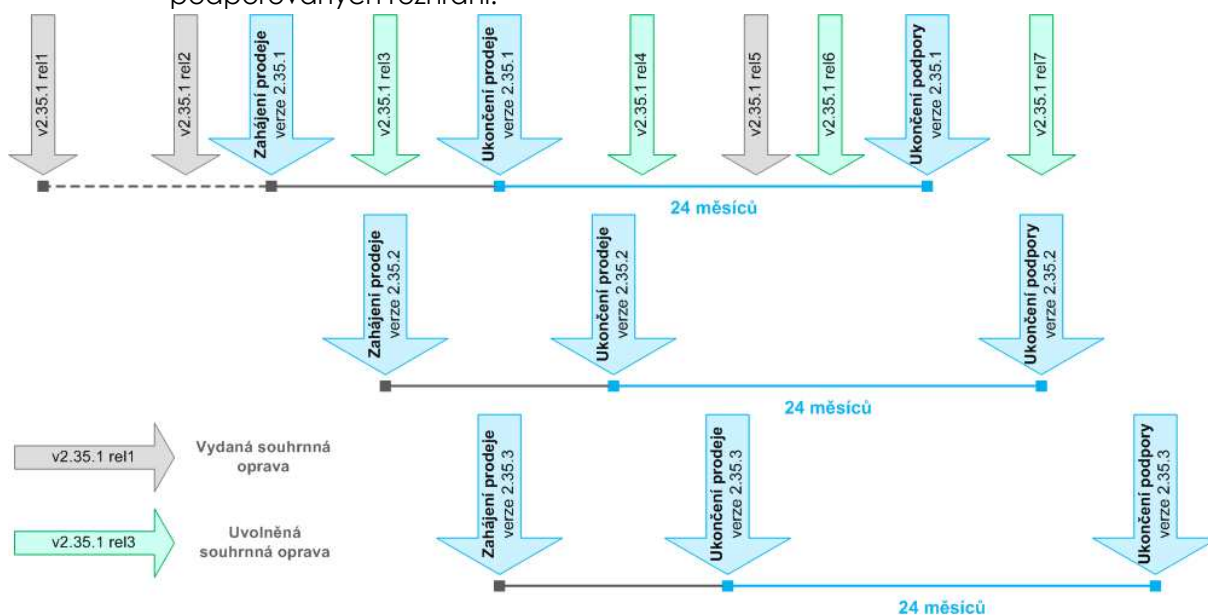 podporovaných rozhraní.
v2.35.1 rel1
v2.35.1 rel2
Zahájení prodeje
verze 2.35.1
v2.35.1 rel3
Ukončení prodeje
verze 2.35.1
v2.35.1 rel4
v2.35.1 rel5
v2.35.1 rel6
Ukončení podpory
verze 2.35.1
v2.35.1 rel7
24 měsíců
Zahájení prodeje
verze 2.35.2
Ukončení prodeje
verze 2.35.2
Ukončení podpory
verze 2.35.2
24 měsíců
v2.35.1 rel1
Vydaná souhrnná
oprava
v2.35.1 rel3
Uvolněná
souhrnná oprava
Zahájení prodeje
verze 2.35.3
Ukončení prodeje
verze 2.35.3
Ukončení podpory
verze 2.35.3
24 měsíců